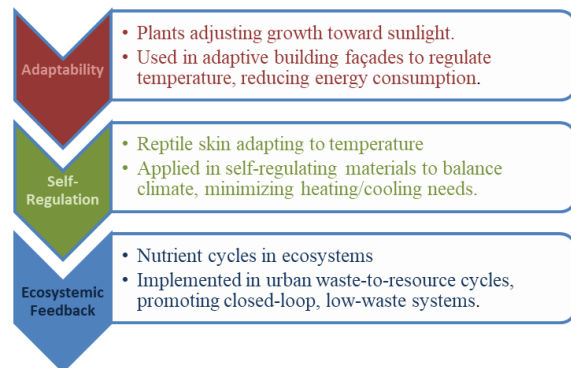 Adaptability
• Plants adjusting growth toward sunlight.
• Used in adaptive building façades to regulate
temperature, reducing energy consumption.
Self-
Regulation
• Reptile skin adapting to temperature
• Applied in self-regulating materials to balance
climate, minimizing heating/cooling needs.
Ecosystemic
Feedback
• Nutrient cycles in ecosystems
• Implemented in urban waste-to-resource cycles,
promoting closed-loop, low-waste systems.